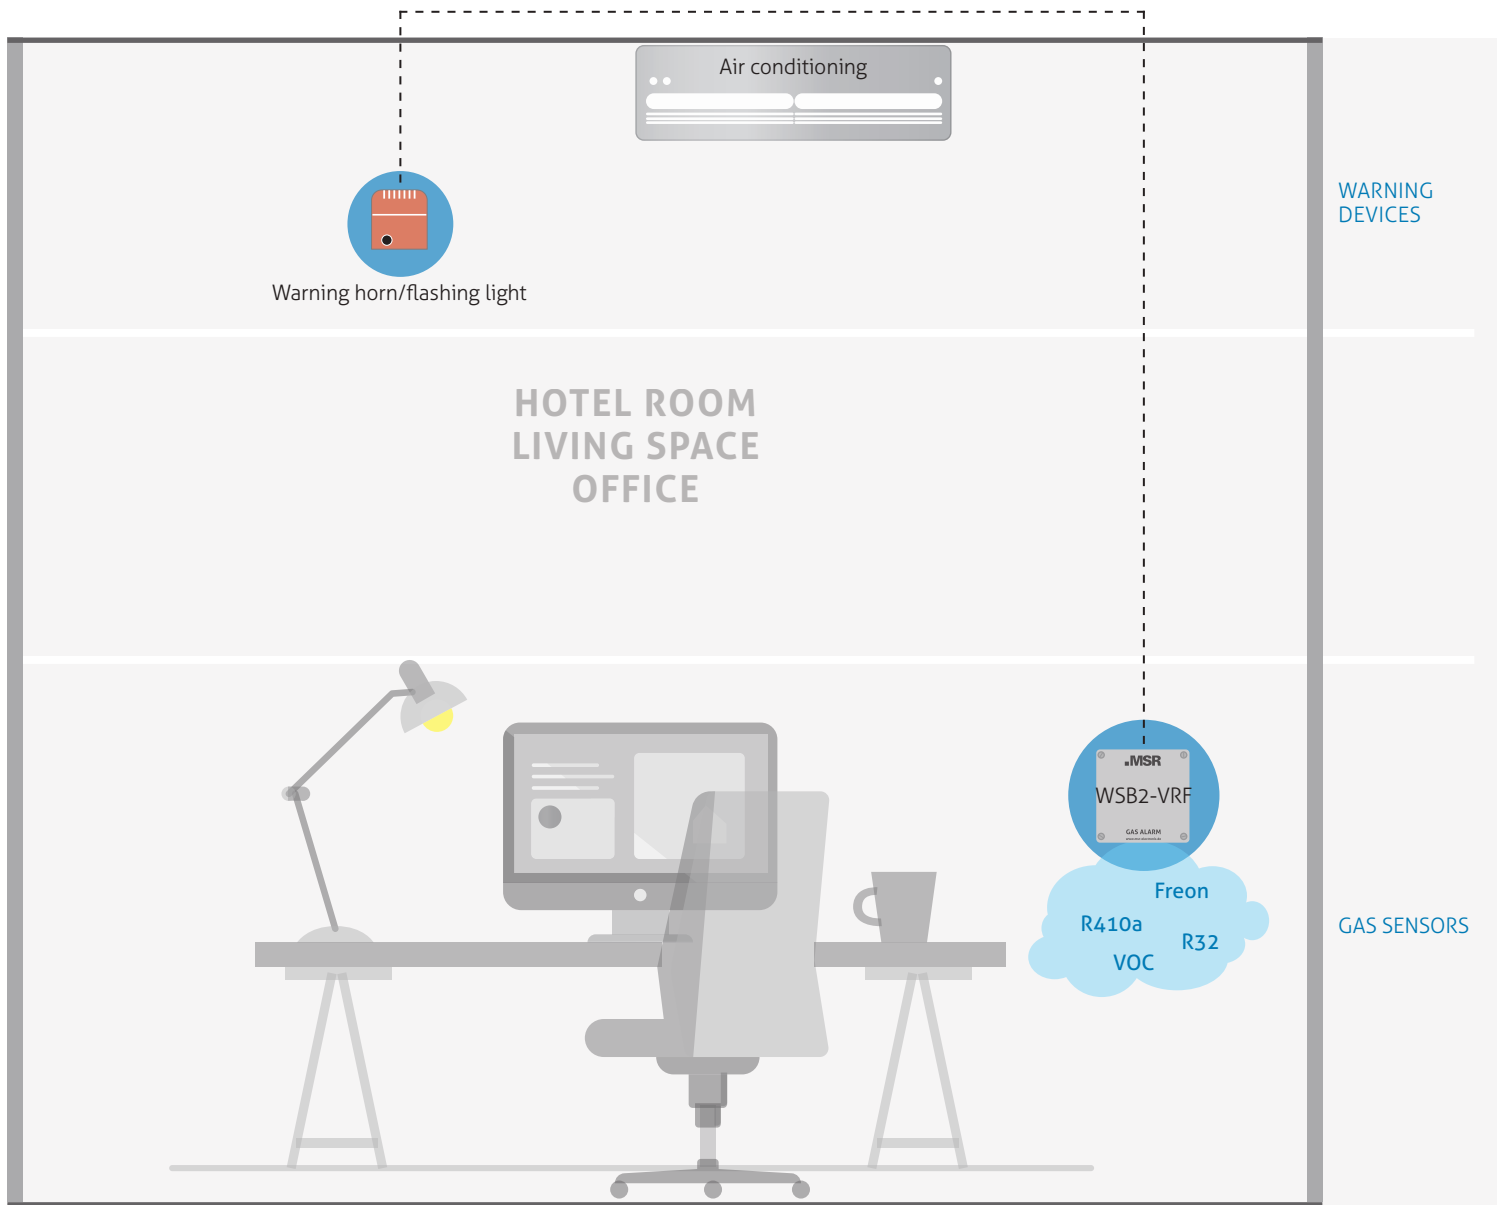 Air conditioning
WARNING
DEVICES
Warning horn/flashing light
HOTEL ROOM
LIVING SPACE
OFFICE
.MSR
WSB2-VRF
GAS ALARM
Freon
R410a
R32
VOC
GAS SENSORS